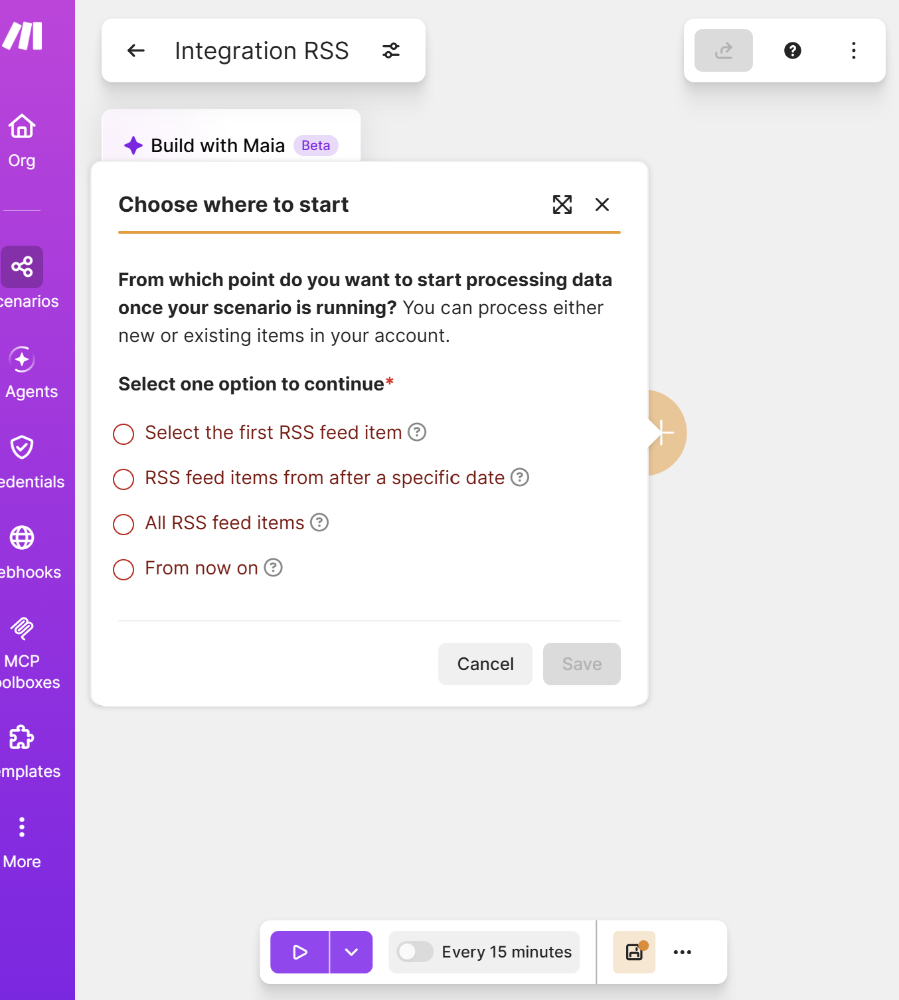 Integration RSS
Build with Maia Beta
Org
cenarios
Agents
edentials
ebhooks
MCP
oolboxes
emplates
More
Choose where to start
From which point do you want to start processing data
once your scenario is running? You can process either
new or existing items in your account.
Select one option to continue*
Select the first RSS feed item
RSS feed items from after a specific date
All RSS feed items
From now on
Cancel Save
Every 15 minutes